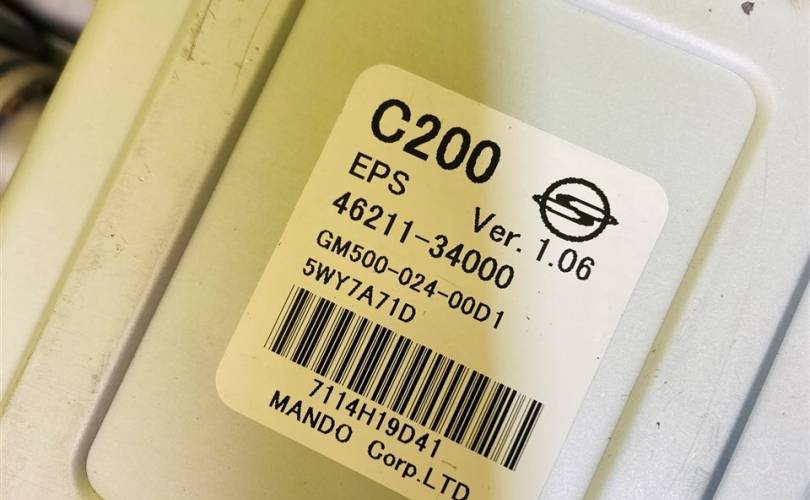 C200
EPS Ver. 1.06
46211-34000
GM500-024-00D1
5WY7A71D
7114H19D41
MANDO Corp.LTD